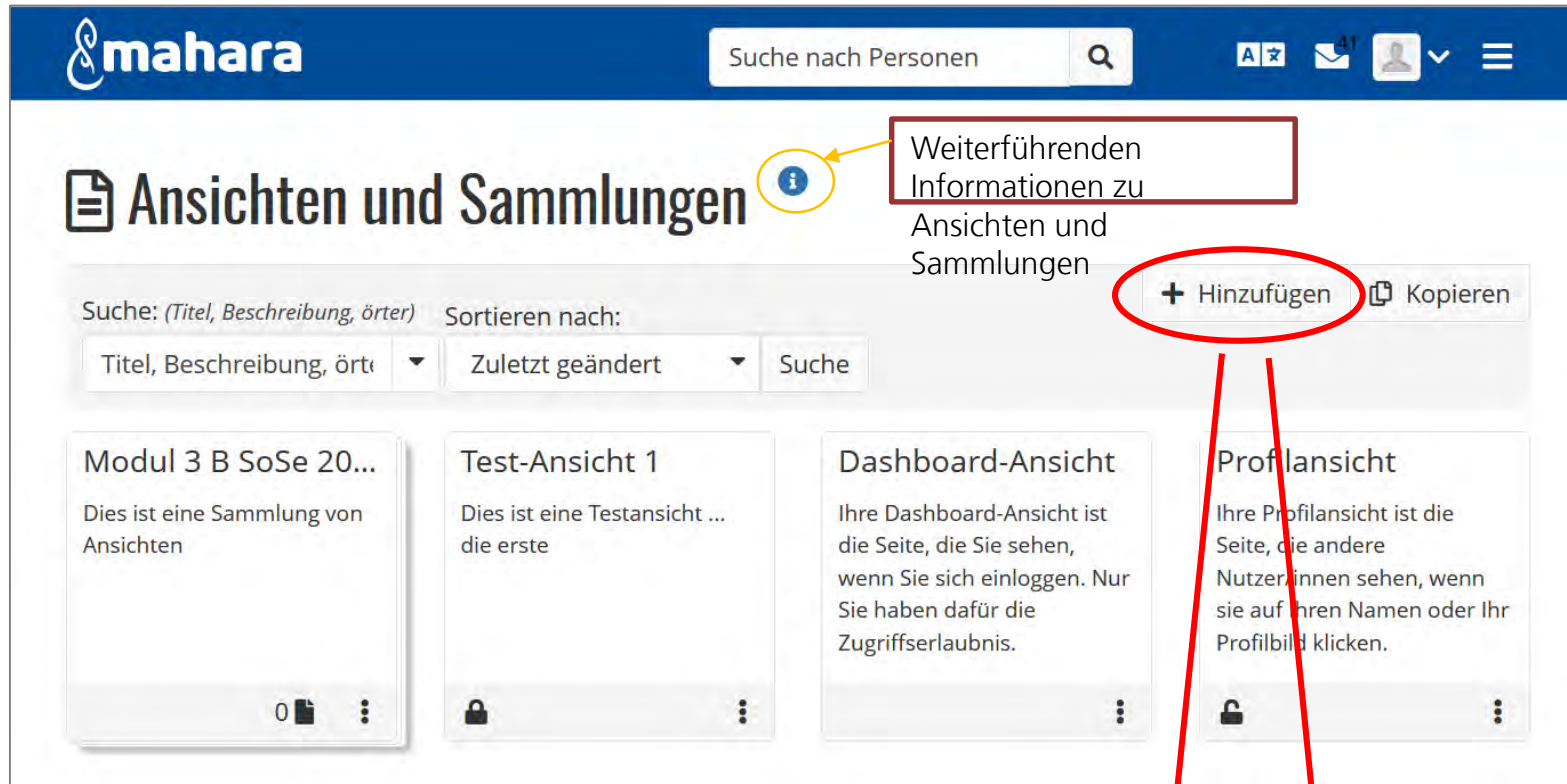 mahara
Suche nach Personen
41
Weiterführenden
Informationen zu
Ansichten und
Sammlungen
Ansichten und Sammlungen
+ Hinzufügen
Kopieren
Suche: (Titel, Beschreibung, örter)
Sortieren nach:
Titel, Beschreibung, örte
Zuletzt geändert
Suche
Modul 3 B SoSe 20...
Dies ist eine Sammlung von
Ansichten
0
Test-Ansicht 1
Dies ist eine Testansicht ...
die erste
Dashboard-Ansicht
Ihre Dashboard-Ansicht ist
die Seite, die Sie sehen,
wenn Sie sich einloggen. Nur
Sie haben dafür die
Zugriffserlaubnis.
Profilansicht
Ihre Profilansicht ist die
Seite, die andere
Nutzer/innen sehen, wenn
sie auf Ihren Namen oder Ihr
Profilbild klicken.